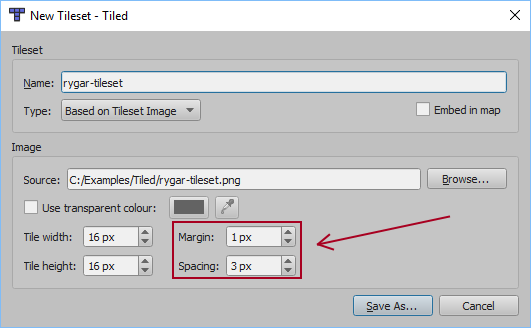 New Tileset - Tiled
Tileset
Name: rygar-tileset
Type: Based on Tileset Image
Embed in map
Image
Source: C:/Examples/Tiled/rygar-tileset.png Browse...
Use transparent colour:
Tile width: 16 px Margin: 1 px
Tile height: 16 px Spacing: 3 px
Save As... Cancel